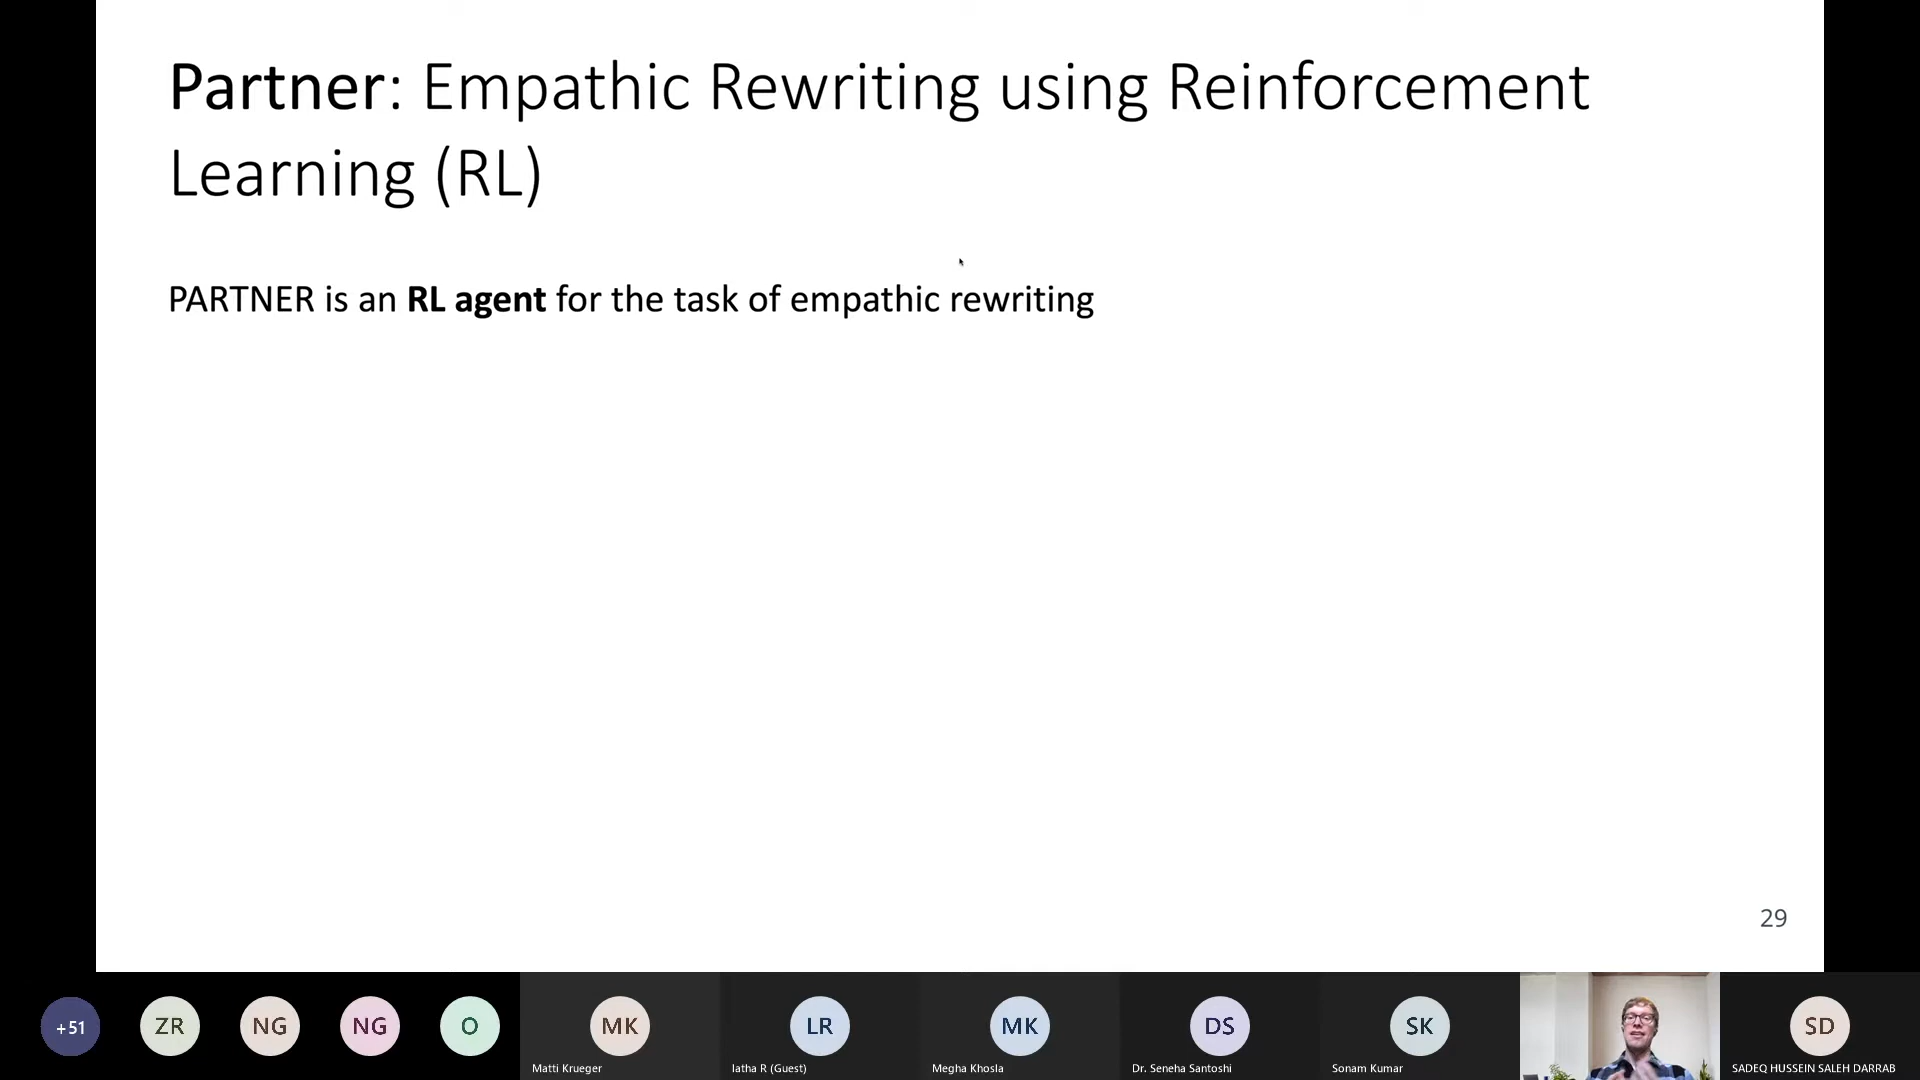 Partner: Empathic Rewriting using Reinforcement
Learning (RL)
PARTNER is an RL agent for the task of empathic rewriting
29
+51
ZR
NG
NG
O
MK
LR
MK
DS
SK
SD
Matti Krueger
latha R (Guest)
Megha Khosla
Dr. Seneha Santoshi
Sonam Kumar
SADEQ HUSSEIN SALEH DARRAB